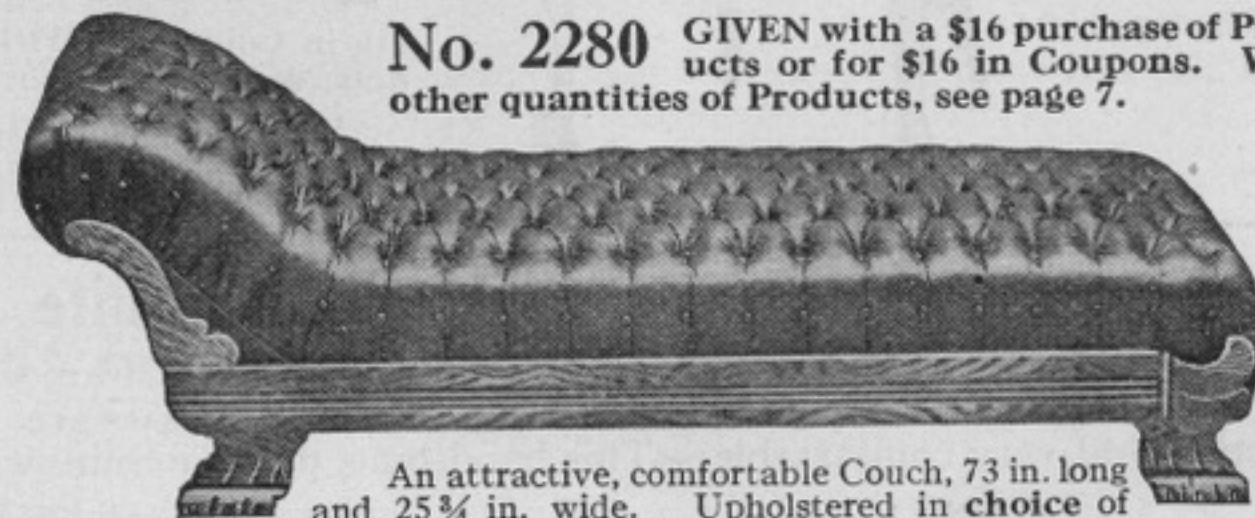 No. 2280 GIVEN with a $16 purchase of P
ucts or for $16 in Coupons. W
other quantities of Products, see page 7.
An attractive, comfortable Couch, 73 in. long
and 25¾ in. wide. Upholstered in choice of